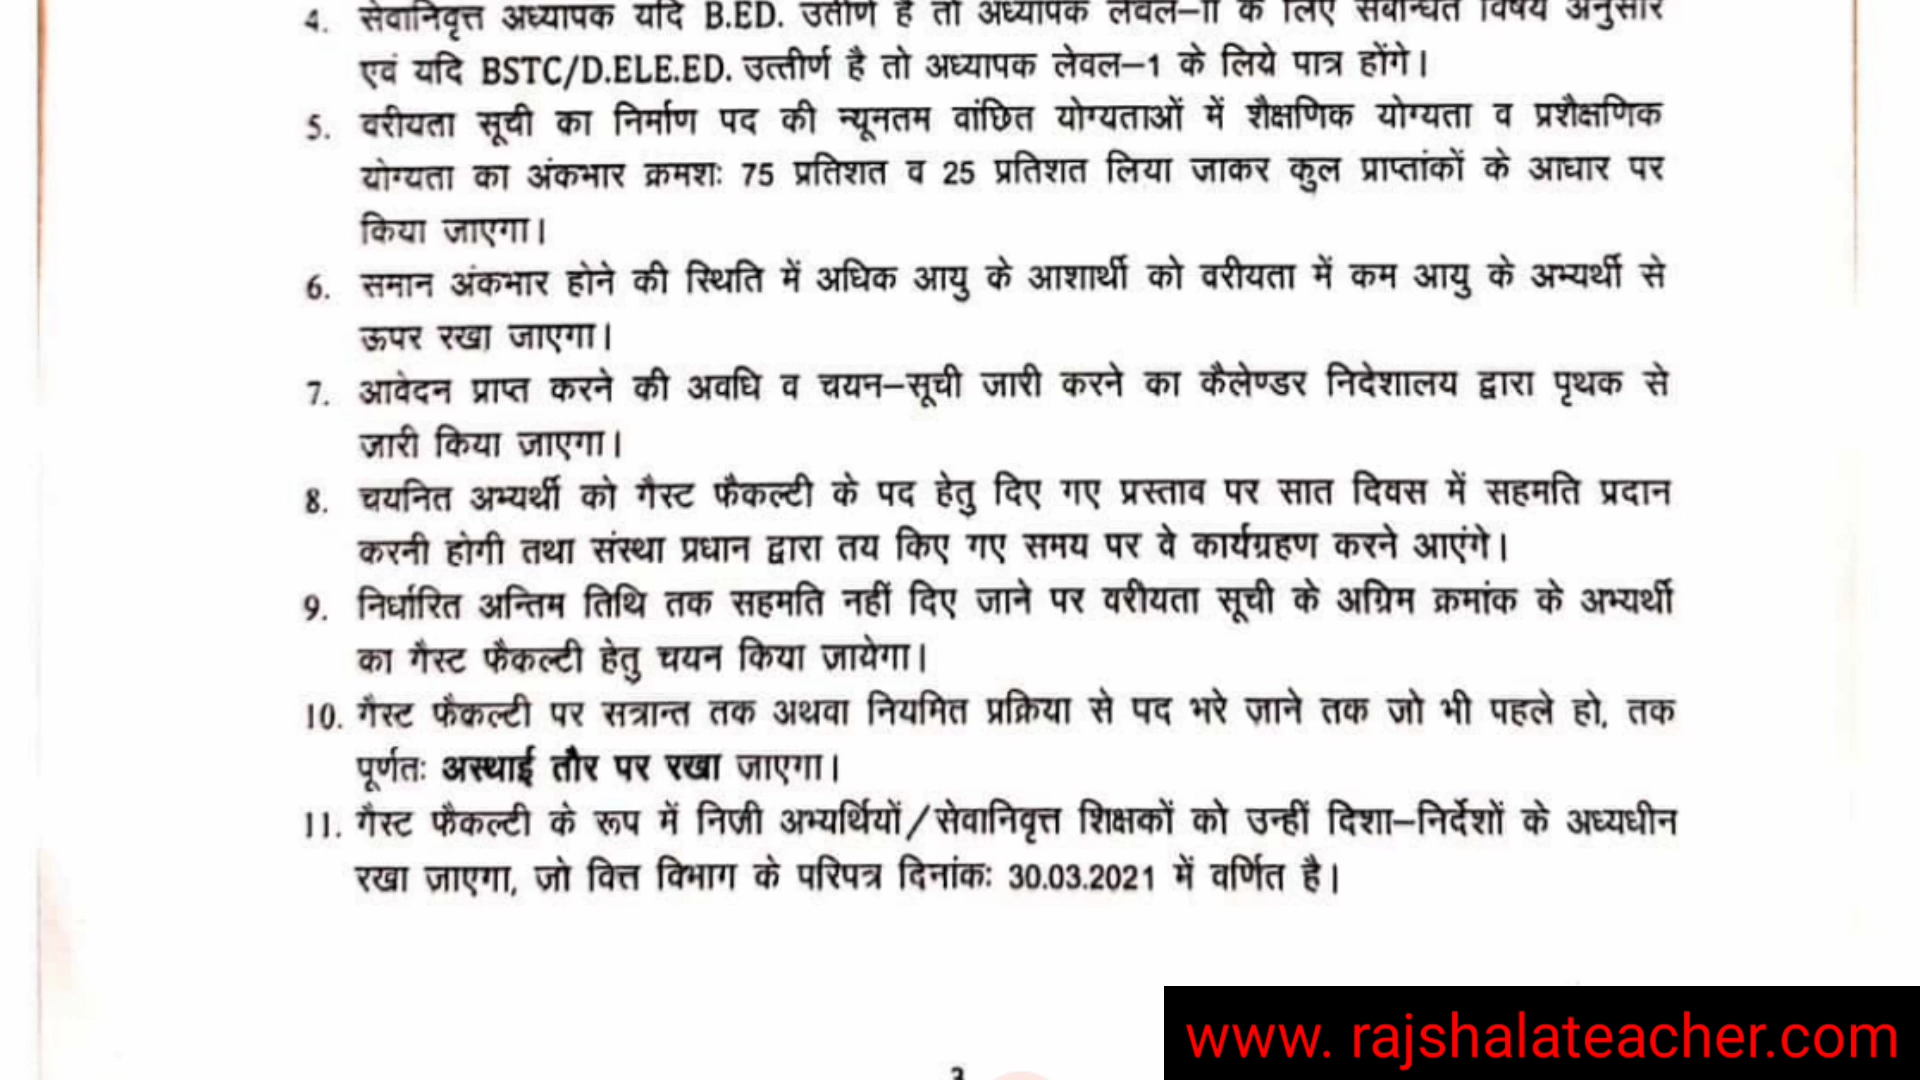 4. सेवानिवृत्त अध्यापक यदि B.ED. उतीर्ण है तो अध्यापक लेवल–II के लिए संबन्धित विषय अनुसार
एवं यदि BSTC/D.ELE.ED. उत्तीर्ण है तो अध्यापक लेवल–1 के लिये पात्र होंगे।
5. वरीयता सूची का निर्माण पद की न्यूनतम वांछित योग्यताओं में शैक्षणिक योग्यता व प्रशैक्षणिक
योग्यता का अंकभार क्रमशः 75 प्रतिशत व 25 प्रतिशत लिया जाकर कुल प्राप्तांकों के आधार पर
किया जाएगा।
6. समान अंकभार होने की स्थिति में अधिक आयु के आशार्थी को वरीयता में कम आयु के अभ्यर्थी से
ऊपर रखा जाएगा।
7. आवेदन प्राप्त करने की अवधि व चयन–सूची जारी करने का कैलेण्डर निदेशालय द्वारा पृथक से
जारी किया जाएगा।
8. चयनित अभ्यर्थी को गैस्ट फैकल्टी के पद हेतु दिए गए प्रस्ताव पर सात दिवस में सहमति प्रदान
करनी होगी तथा संस्था प्रधान द्वारा तय किए गए समय पर वे कार्यग्रहण करने आएंगे।
9. निर्धारित अन्तिम तिथि तक सहमति नहीं दिए जाने पर वरीयता सूची के अग्रिम क्रमांक के अभ्यर्थी
का गैस्ट फैकल्टी हेतु चयन किया जायेगा।
10. गैस्ट फैकल्टी पर सत्रान्त तक अथवा नियमित प्रक्रिया से पद भरे जाने तक जो भी पहले हो, तक
पूर्णतः अस्थाई तौर पर रखा जाएगा।
11. गैस्ट फैकल्टी के रूप में निजी अभ्यर्थियों/सेवानिवृत्त शिक्षकों को उन्हीं दिशा–निर्देशों के अध्यधीन
रखा जाएगा, जो वित्त विभाग के परिपत्र दिनांकः 30.03.2021 में वर्णित है।
3
www. rajshalateacher.com